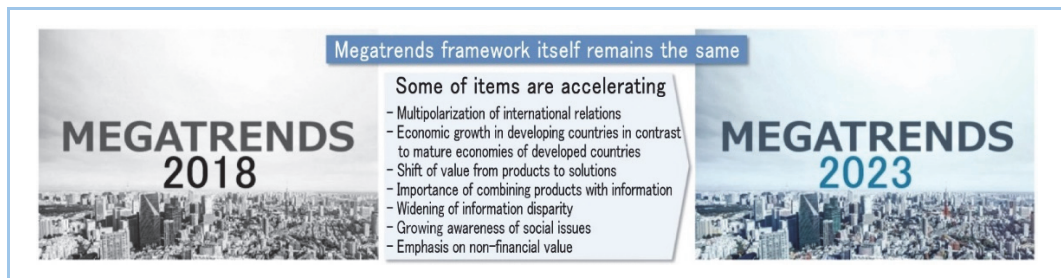 Megatrends framework itself remains the same
MEGATRENDS
2018
Some of items are accelerating
- Multipolarization of international relations
- Economic growth in developing countries in contrast
to mature economies of developed countries
- Shift of value from products to solutions
- Importance of combining products with information
- Widening of information disparity
- Growing awareness of social issues
- Emphasis on non-financial value
MEGATRENDS
2023